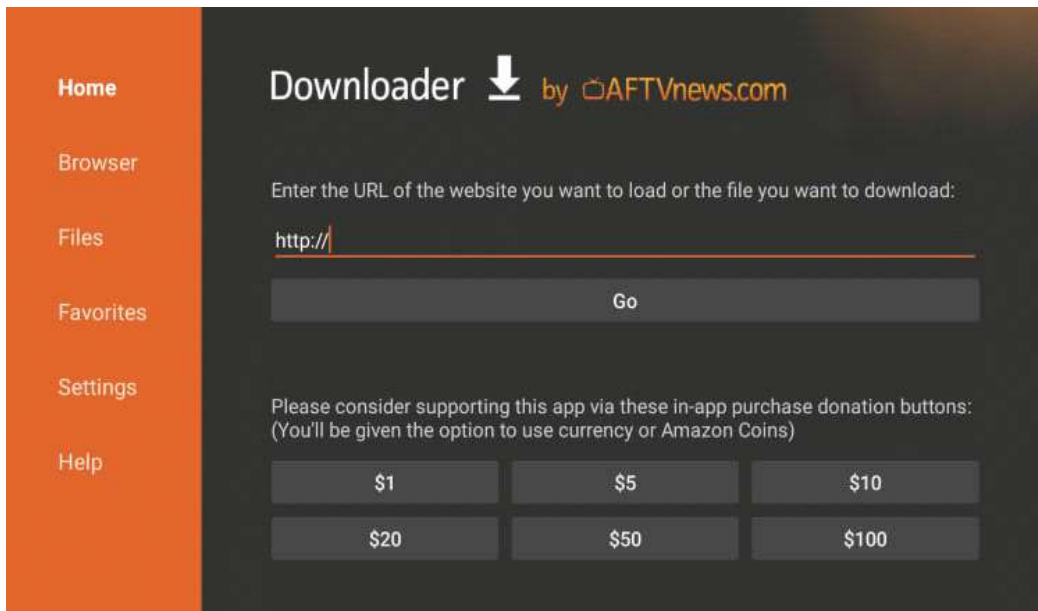 Home
Browser
Files
Favorites
Settings
Help
Downloader by AFTVnews.com
Enter the URL of the website you want to load or the file you want to download:
http://
Go
Please consider supporting this app via these in-app purchase donation buttons:
(You'll be given the option to use currency or Amazon Coins)
$1 $5 $10
$20 $50 $100